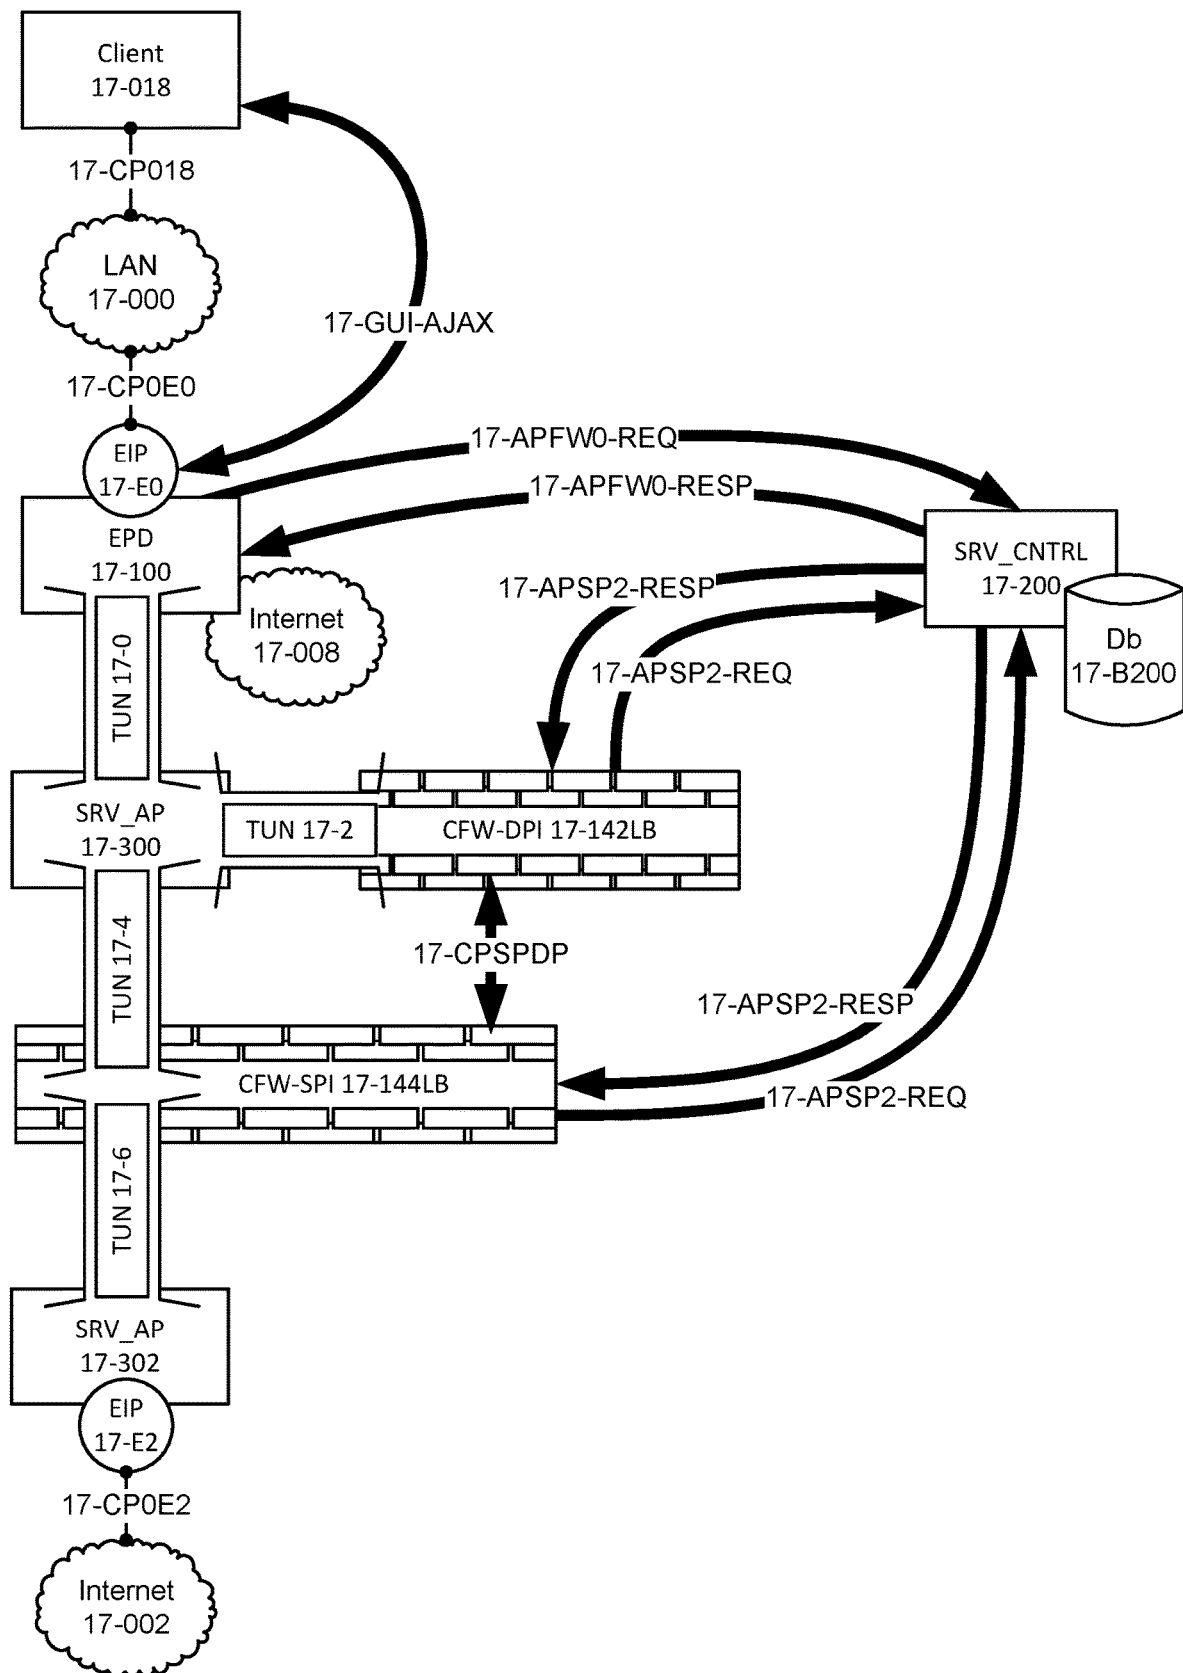 Client
17-018
17-CP018
LAN
17-000
17-GUI-AJAX
17-CP0E0
EIP
17-E0
17-APFW0-REQ
17-APFW0-RESP
EPD
17-100
SRV_CNTRL
17-200
17-APSP2-RESP
Internet
17-008
Db
17-B200
17-APSP2-REQ
TUN 17-0
SRV_AP
17-300
TUN 17-2
CFW-DPI 17-142LB
TUN 17-4
17-CPSPDP
17-APSP2-RESP
CFW-SPI 17-144LB
17-APSP2-REQ
TUN 17-6
SRV_AP
17-302
EIP
17-E2
17-CP0E2
Internet
17-002